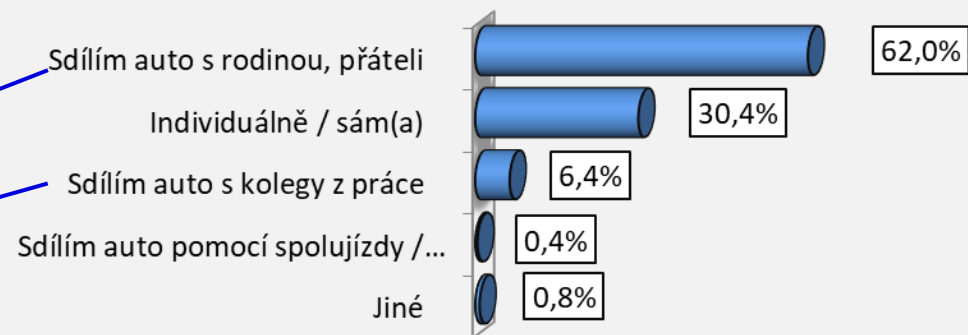 Sdílím auto s rodinou, přáteli 62,0%
Individuálně / sám(a) 30,4%
Sdílím auto s kolegy z práce 6,4%
Sdílím auto pomocí spolujízdy /... 0,4%
Jiné 0,8%